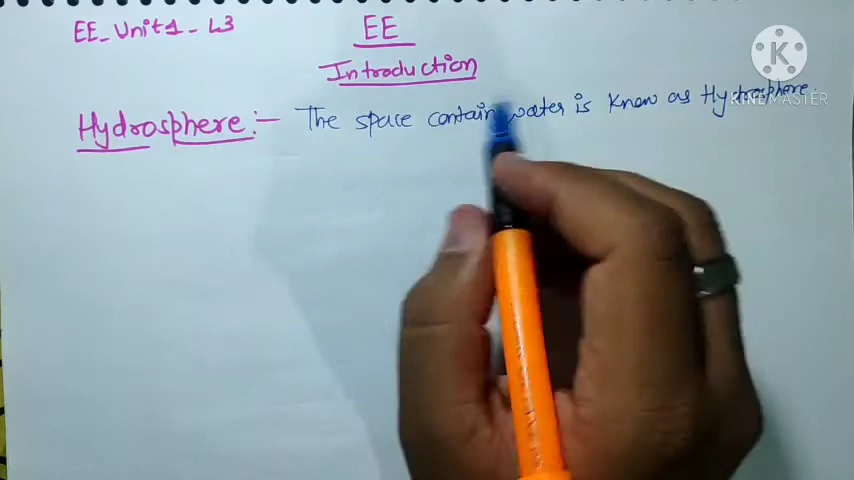 EE_Unit1_L3
EE
Introduction
Hydrosphere:- The space contain water is know as Hydrosphere.
KINEMASTER